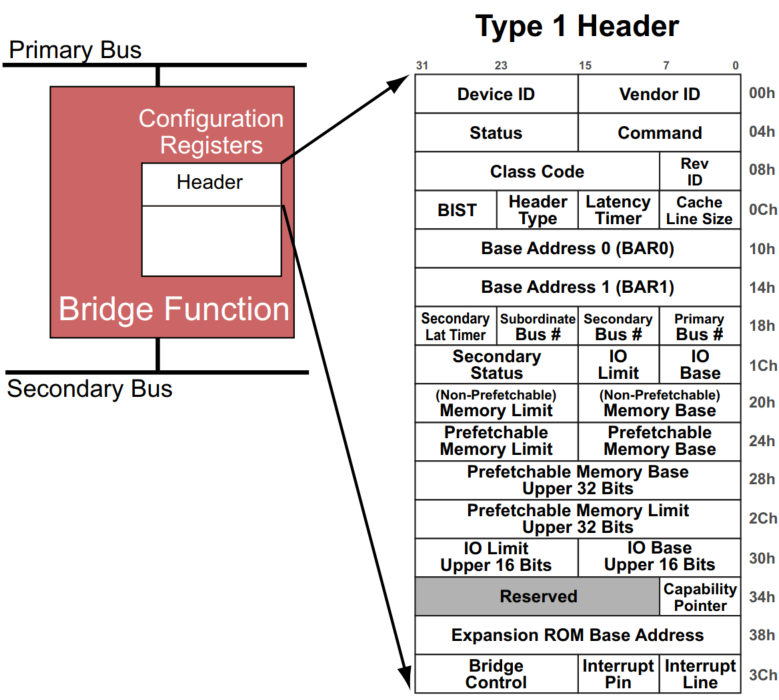 Type 1 Header
Primary Bus
Configuration
Registers
Header
Bridge Function
Secondary Bus
31 23 15 7 0
Device ID Vendor ID 00h
Status Command 04h
Class Code Rev ID 08h
BIST Header Type Latency Timer Cache Line Size 0Ch
Base Address 0 (BAR0) 10h
Base Address 1 (BAR1) 14h
Secondary Lat Timer Subordinate Bus # Secondary Bus # Primary Bus # 18h
Secondary Status IO Limit IO Base 1Ch
(Non-Prefetchable) Memory Limit (Non-Prefetchable) Memory Base 20h
Prefetchable Memory Limit Prefetchable Memory Base 24h
Prefetchable Memory Base Upper 32 Bits 28h
Prefetchable Memory Limit Upper 32 Bits 2Ch
IO Limit Upper 16 Bits IO Base Upper 16 Bits 30h
Reserved Capability Pointer 34h
Expansion ROM Base Address 38h
Bridge Control Interrupt Pin Interrupt Line 3Ch